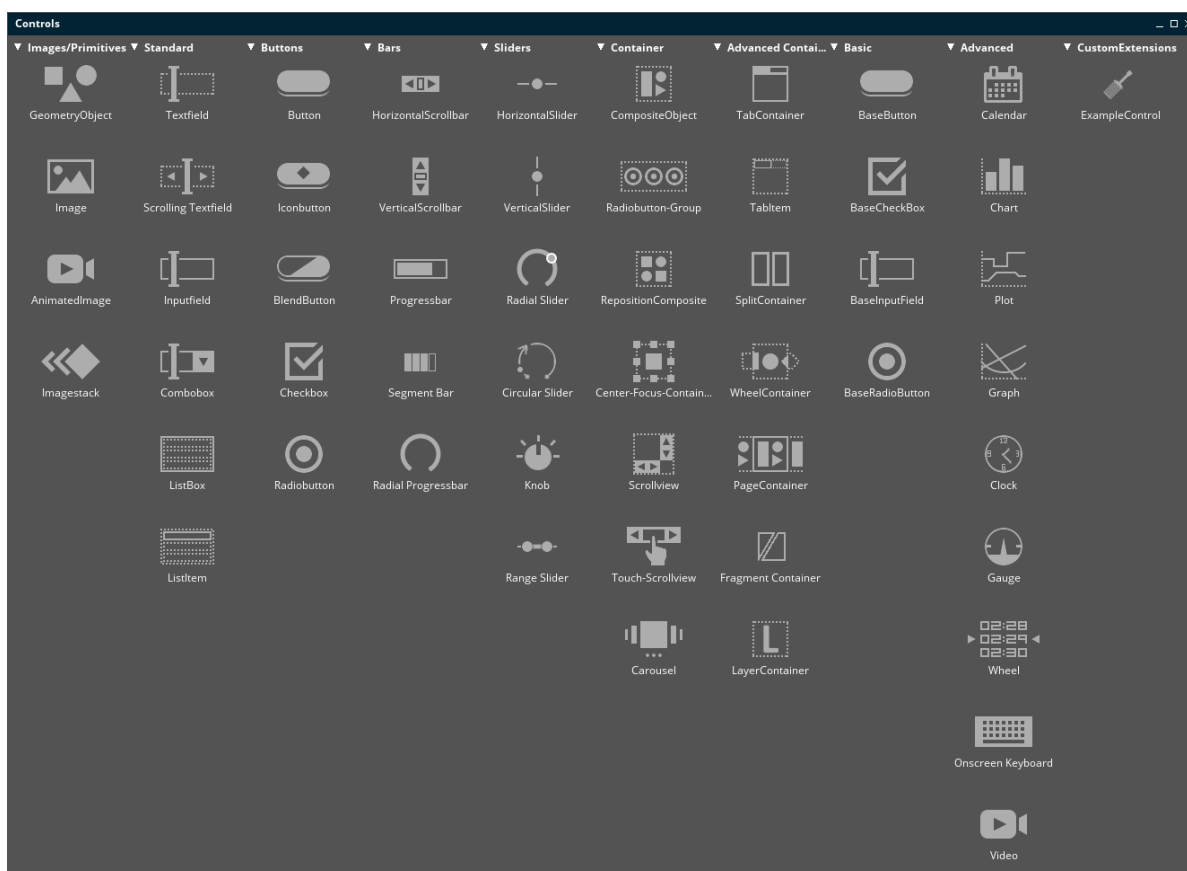 Controls
Images/Primitives Standard Buttons Bars Sliders Container Advanced Contai... Basic Advanced CustomExtensions
GeometryObject Textfield Button HorizontalScrollbar HorizontalSlider CompositeObject TabContainer BaseButton Calendar ExampleControl
Image Scrolling Textfield Iconbutton VerticalScrollbar VerticalSlider Radiobutton-Group TabItem BaseCheckBox Chart
AnimatedImage Inputfield BlendButton Progressbar Radial Slider RepositionComposite SplitContainer BaseInputField Plot
Imagestack Combobox Checkbox Segment Bar Circular Slider Center-Focus-Contain... WheelContainer BaseRadioButton Graph
ListBox Radiobutton Radial Progressbar Knob Scrollview PageContainer Clock
ListItem Range Slider Touch-Scrollview Fragment Container Gauge
Carousel L LayerContainer 02:28
02:29
02:30
Wheel
Onscreen Keyboard
Video